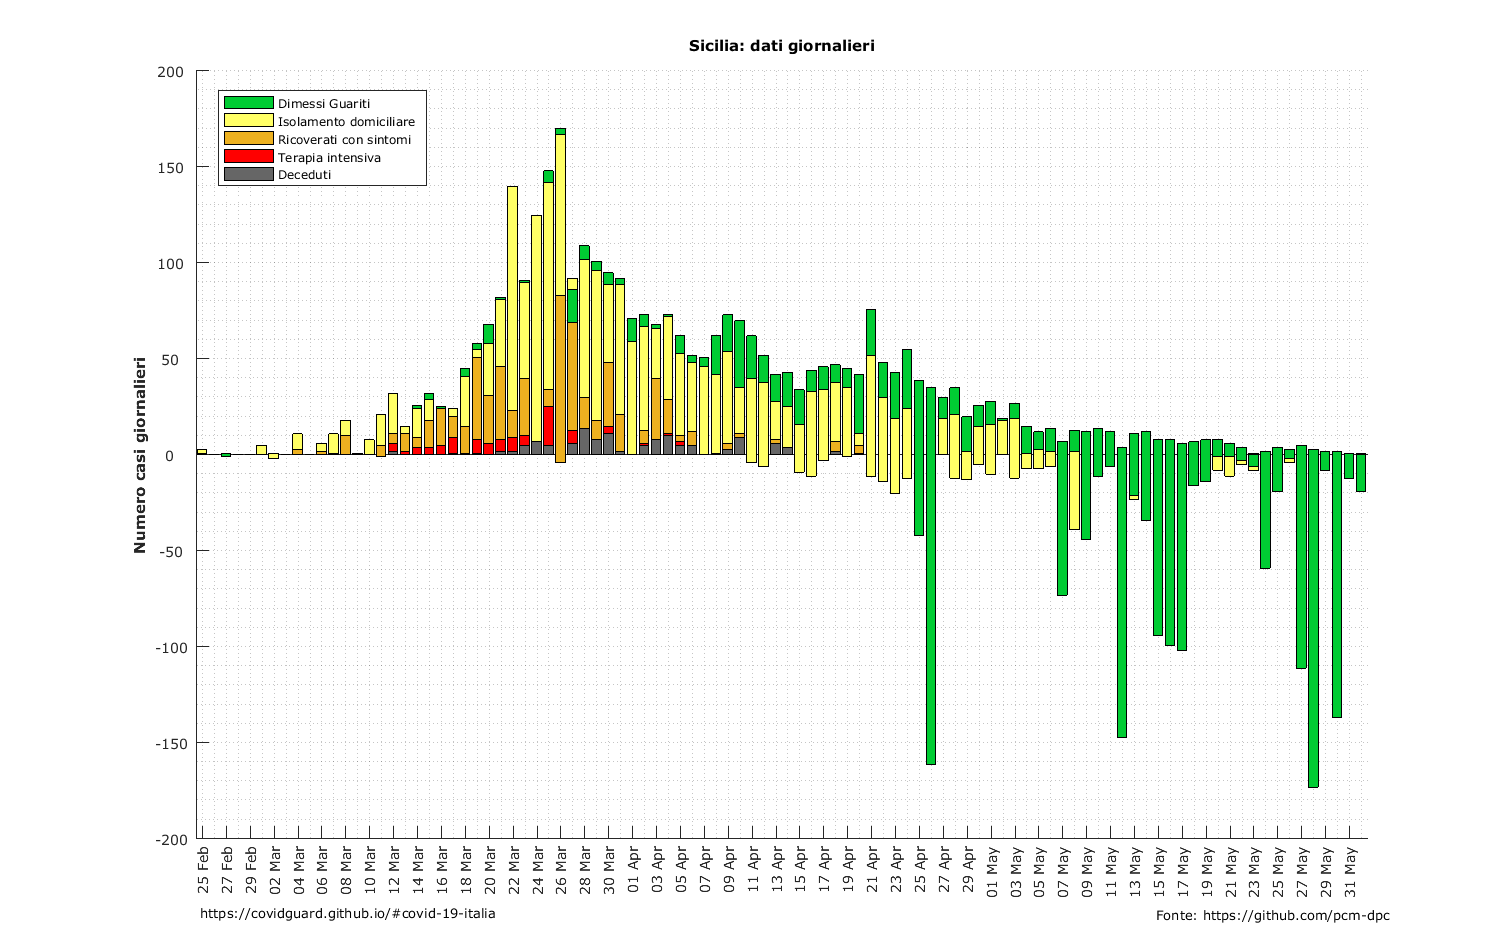 Sicilia: dati giornalieri
200
150
100
50
0
-50
-100
-150
-200
Numero casi giornalieri
Dimessi Guariti
Isolamento domiciliare
Ricoverati con sintomi
Terapia intensiva
Deceduti
25 Feb
27 Feb
29 Feb
02 Mar
04 Mar
06 Mar
08 Mar
10 Mar
12 Mar
14 Mar
16 Mar
18 Mar
20 Mar
22 Mar
24 Mar
26 Mar
28 Mar
30 Mar
01 Apr
03 Apr
05 Apr
07 Apr
09 Apr
11 Apr
13 Apr
15 Apr
17 Apr
19 Apr
21 Apr
23 Apr
25 Apr
27 Apr
29 Apr
01 May
03 May
05 May
07 May
09 May
11 May
13 May
15 May
17 May
19 May
21 May
23 May
25 May
27 May
29 May
31 May
https://covidguard.github.io/#covid-19-italia
Fonte: https://github.com/pcm-dpc